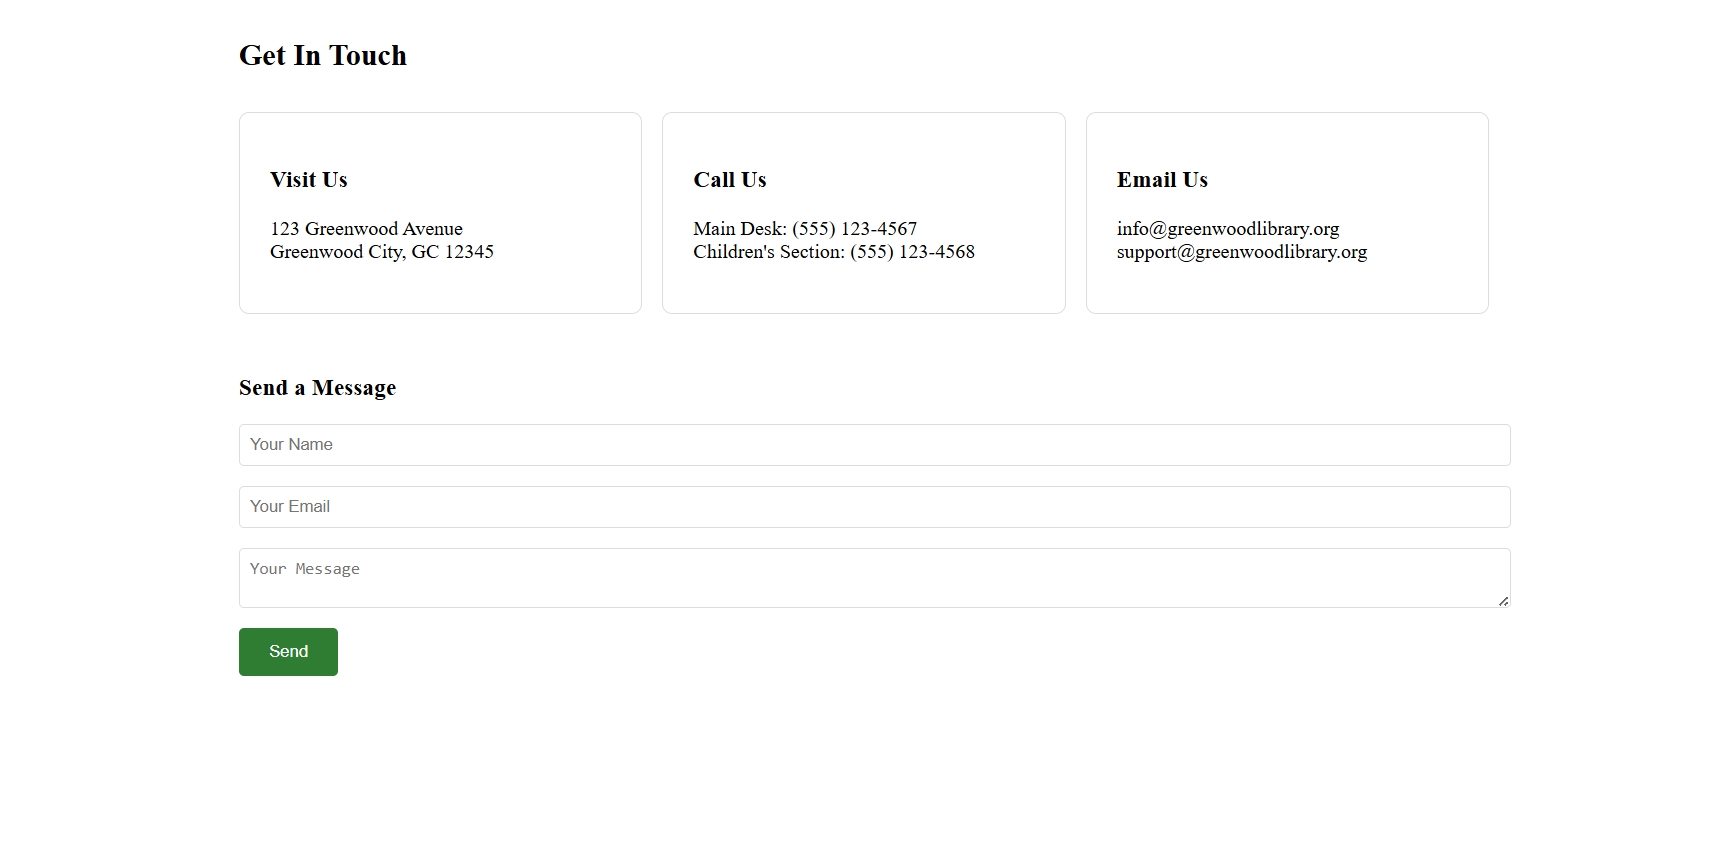 Get In Touch
Visit Us
123 Greenwood Avenue
Greenwood City, GC 12345
Call Us
Main Desk: (555) 123-4567
Children's Section: (555) 123-4568
Email Us
info@greenwoodlibrary.org
support@greenwoodlibrary.org
Send a Message
Your Name
Your Email
Your Message
Send